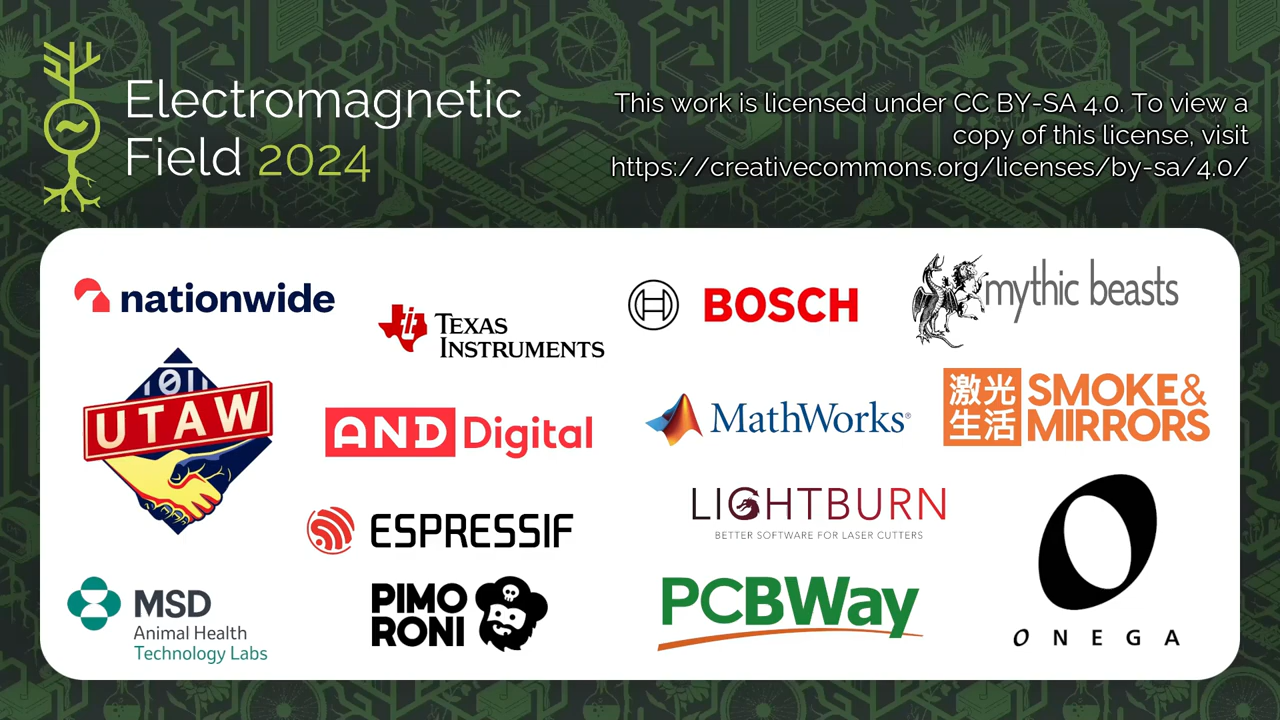 Electromagnetic
Field 2024
This work is licensed under CC BY-SA 4.0. To view a
copy of this license, visit
https://creativecommons.org/licenses/by-sa/4.0/
nationwide
TEXAS
INSTRUMENTS
BOSCH
mythic beasts
101
UTAW
AND Digital
MathWorks®
激光
生活
SMOKE&
MIRRORS
ESPRESSIF
LIGHTBURN
BETTER SOFTWARE FOR LASER CUTTERS
MSD
Animal Health
Technology Labs
PIMO
RONI
PCBWay
ONEGA